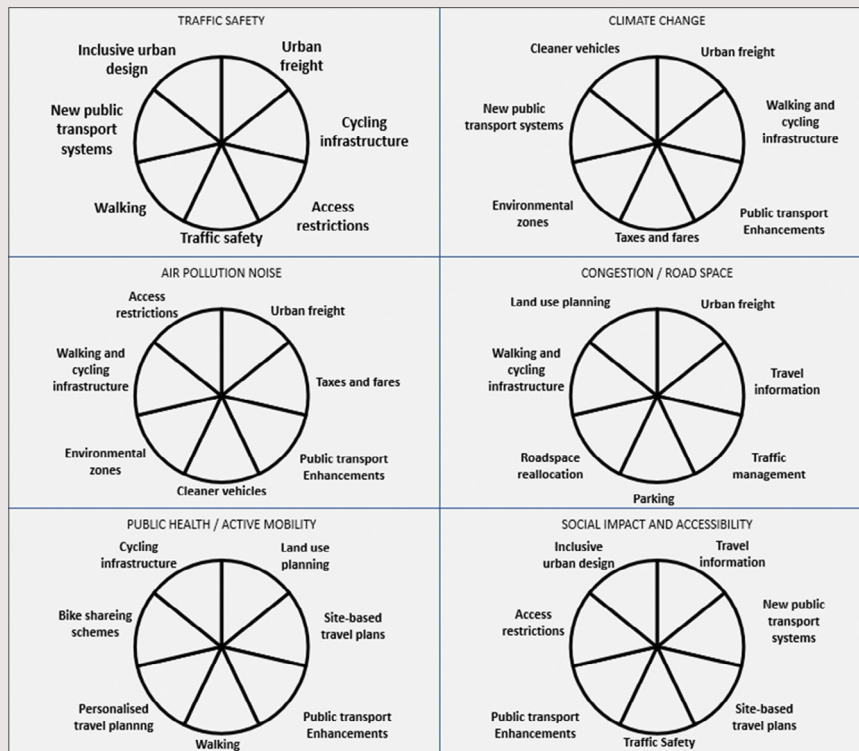 TRAFFIC SAFETY
Inclusive urban
design
Urban
freight
New public
transport
systems
Cycling
infrastructure
Walking
Access
restrictions
Traffic safety
CLIMATE CHANGE
Cleaner vehicles
Urban freight
New public
transport systems
Walking and
cycling
infrastructure
Environmental
zones
Public transport
Enhancements
Taxes and fares
AIR POLLUTION NOISE
Access
restrictions
Urban freight
Walking and
cycling
infrastructure
Taxes and fares
Environmental
zones
Public transport
Enhancements
Cleaner vehicles
CONGESTION / ROAD SPACE
Land use planning
Urban freight
Walking and
cycling
infrastructure
Travel
information
Roadspace
reallocation
Traffic
management
Parking
PUBLIC HEALTH / ACTIVE MOBILITY
Cycling
infrastructure
Land use
planning
Bike shareing
schemes
Site-based
travel plans
Personalised
travel plannng
Public transport
Enhancements
Walking
SOCIAL IMPACT AND ACCESSIBILITY
Inclusive
urban design
Travel
information
Access
restrictions
New public
transport
systems
Public transport
Enhancements
Site-based
travel plans
Traffic Safety